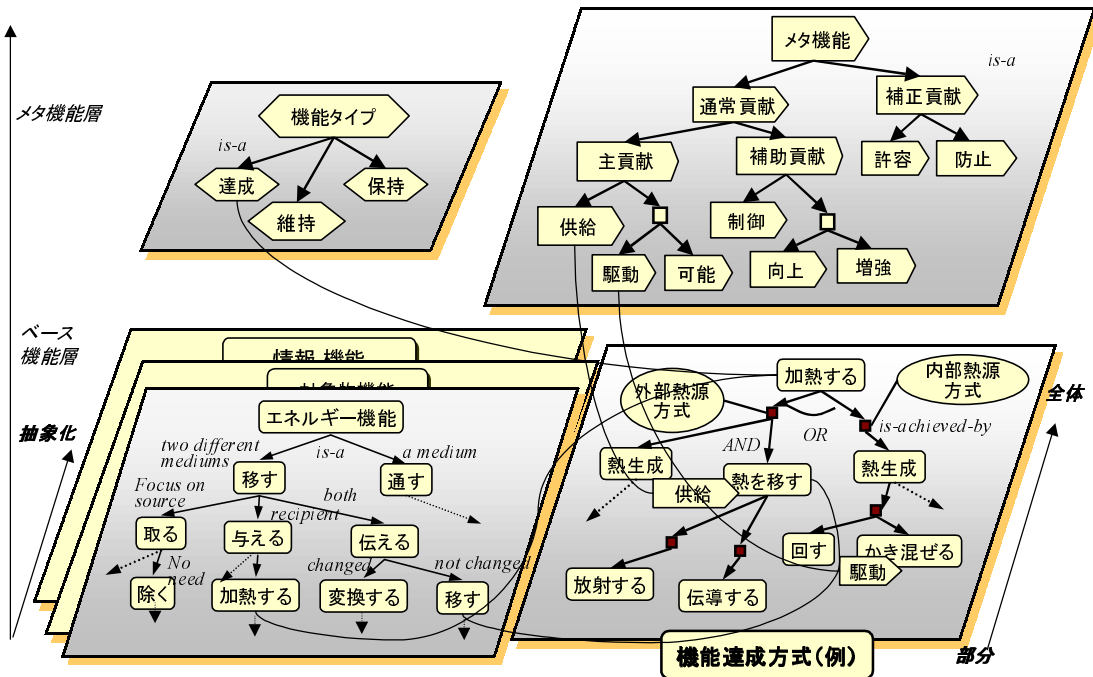 メタ機能層
機能タイプ
is-a
達成
維持
保持
メタ機能
is-a
通常貢献
補正貢献
主貢献
補助貢献
許容
防止
供給
制御
駆動
可能
向上
増強
ベース
機能層
抽象化
情報 機能
対象物機能
エネルギー機能
two different
mediums
is-a
a medium
移す
通す
Focus on
source
recipient
both
取る
与える
伝える
No
need
changed
not changed
除く
加熱する
変換する
移す
加熱する
外部熱源
方式
内部熱源
方式
全体
AND
OR
is-achieved-by
熱生成
熱を移す
熱生成
供給
回す
かき混ぜる
駆動
放射する
伝導する
機能達成方式(例)
部分